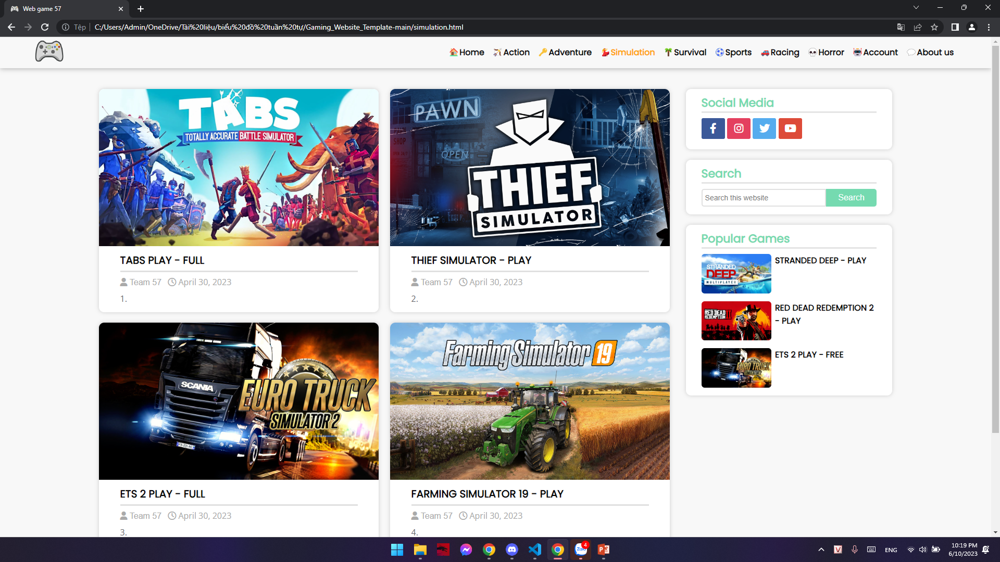 Web game 57
Tệp
C:/Users/Admin/OneDrive/Tài%20liệu/biểu%20đồ%20tuần%20tự/Gaming_Website_Template-main/simulation.html
Home Action Adventure Simulation Survival Sports Racing Horror Account About us
TABS
TOTALLY ACCURATE BATTLE SIMULATOR
TABS PLAY - FULL
Team 57 April 30, 2023
1.
PAWN
SHOP
OPEN
THIEF
SIMULATOR
THIEF SIMULATOR - PLAY
Team 57 April 30, 2023
2.
SCANIA
EURO TRUCK
SIMULATOR 2
ETS 2 PLAY - FULL
Team 57 April 30, 2023
3.
Farming Simulator 19
FARMING SIMULATOR 19 - PLAY
Team 57 April 30, 2023
4.
Social Media
Search
Search this website
Search
Popular Games
STRANDED
DEEP
MULTIPLAYER
STRANDED DEEP - PLAY
RED DEAD
REDEMPTION II
RED DEAD REDEMPTION 2
- PLAY
EURO TRUCK
SIMULATOR 2
ETS 2 PLAY - FREE
Zalo
4
ENG
10:19 PM
6/10/2023